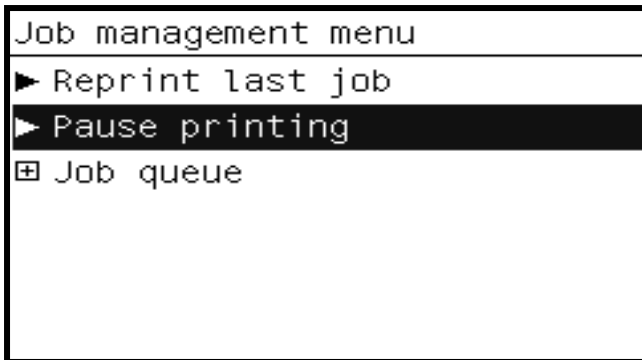 Job management menu
Reprint last job
Pause printing
Job queue